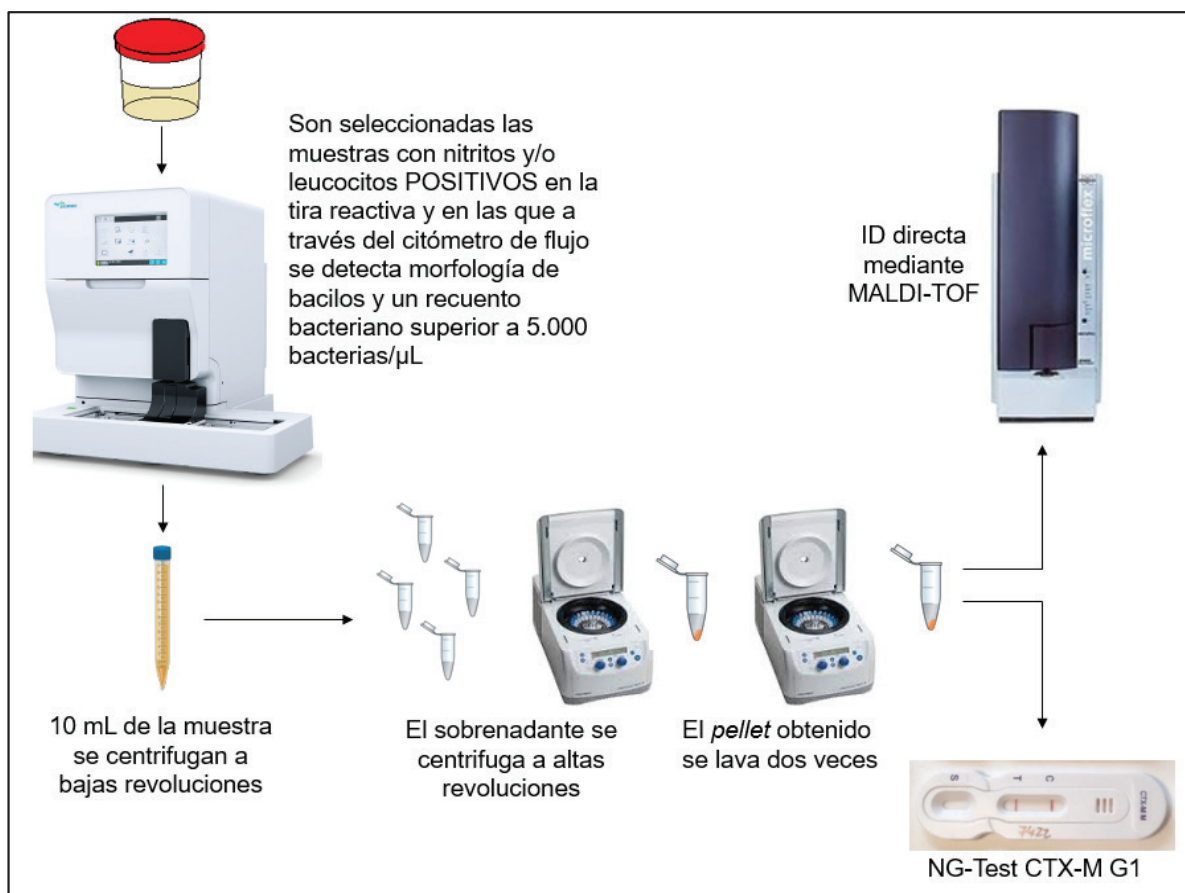 Son seleccionadas las
muestras con nitritos y/o
leucocitos POSITIVOS en la
tira reactiva y en las que a
través del citómetro de flujo
se detecta morfología de
bacilos y un recuento
bacteriano superior a 5.000
bacterias/µL
ID directa
mediante
MALDI-TOF
microflex
10 mL de la muestra
se centrifugan a
bajas revoluciones
El sobrenadante se
centrifuga a altas
revoluciones
El pellet obtenido
se lava dos veces
S
T
C
CTX-M M
7422
NG-Test CTX-M G1